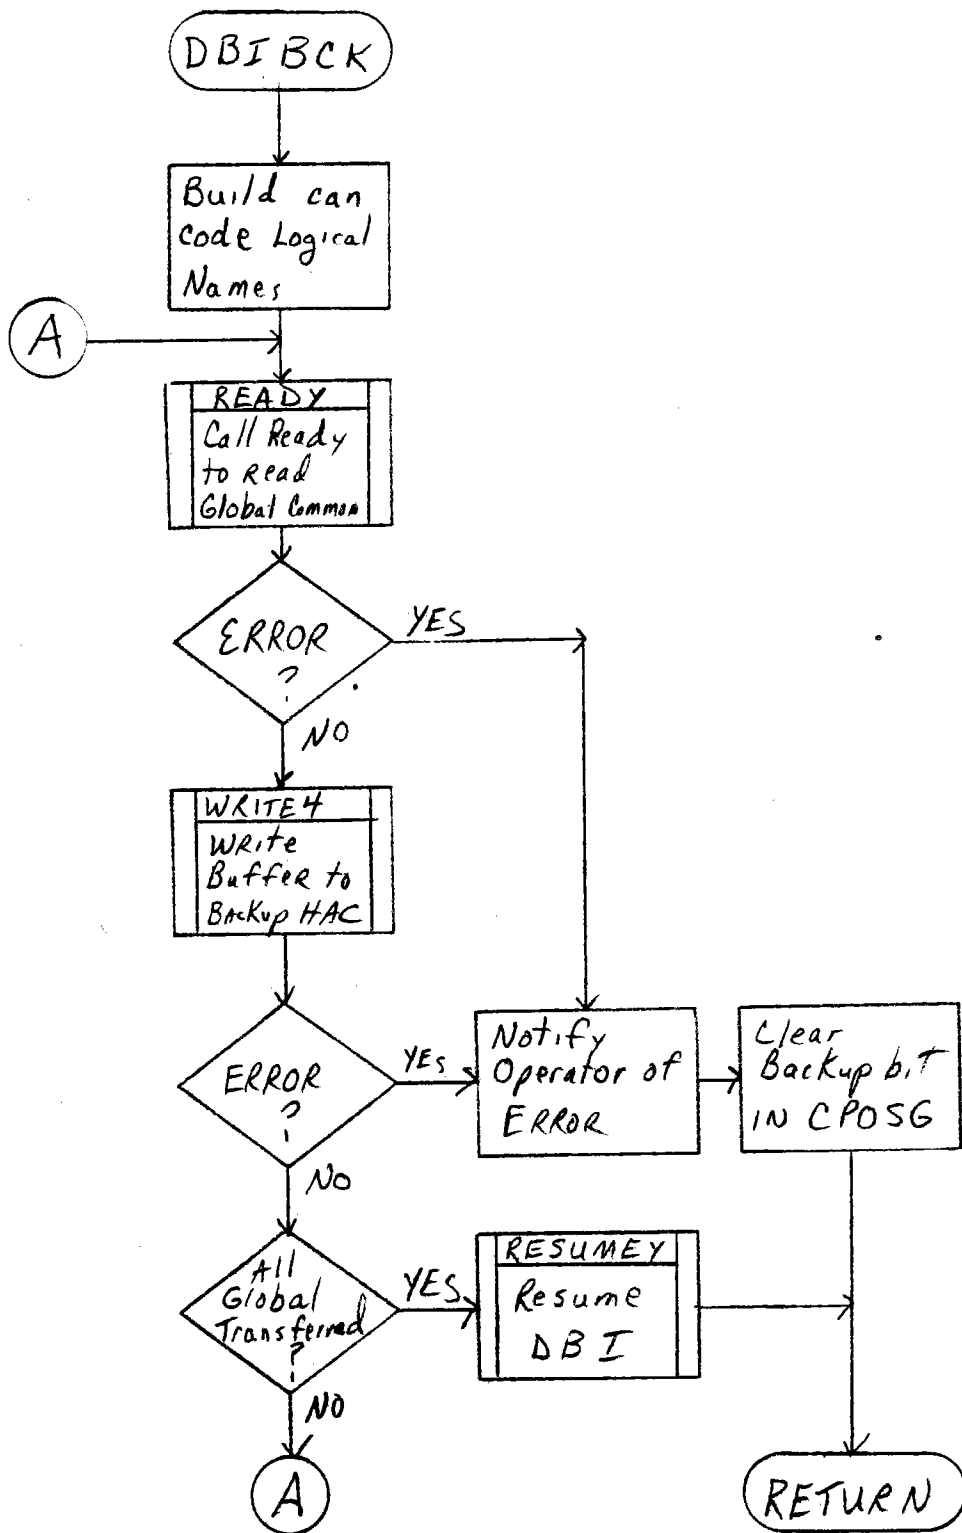 DBIBCK
Build can
code Logical
Names
A
READY
Call Ready
to read
Global Common
ERROR
?
YES
NO
WRITE4
WRite
Buffer to
Backup HAC
ERROR
?
YES
Notify
Operator of
ERROR
Clear
Backup bit
IN CPOSG
NO
All
Global
Transferred
?
YES
RESUMEY
Resume
DBI
NO
A
RETURN